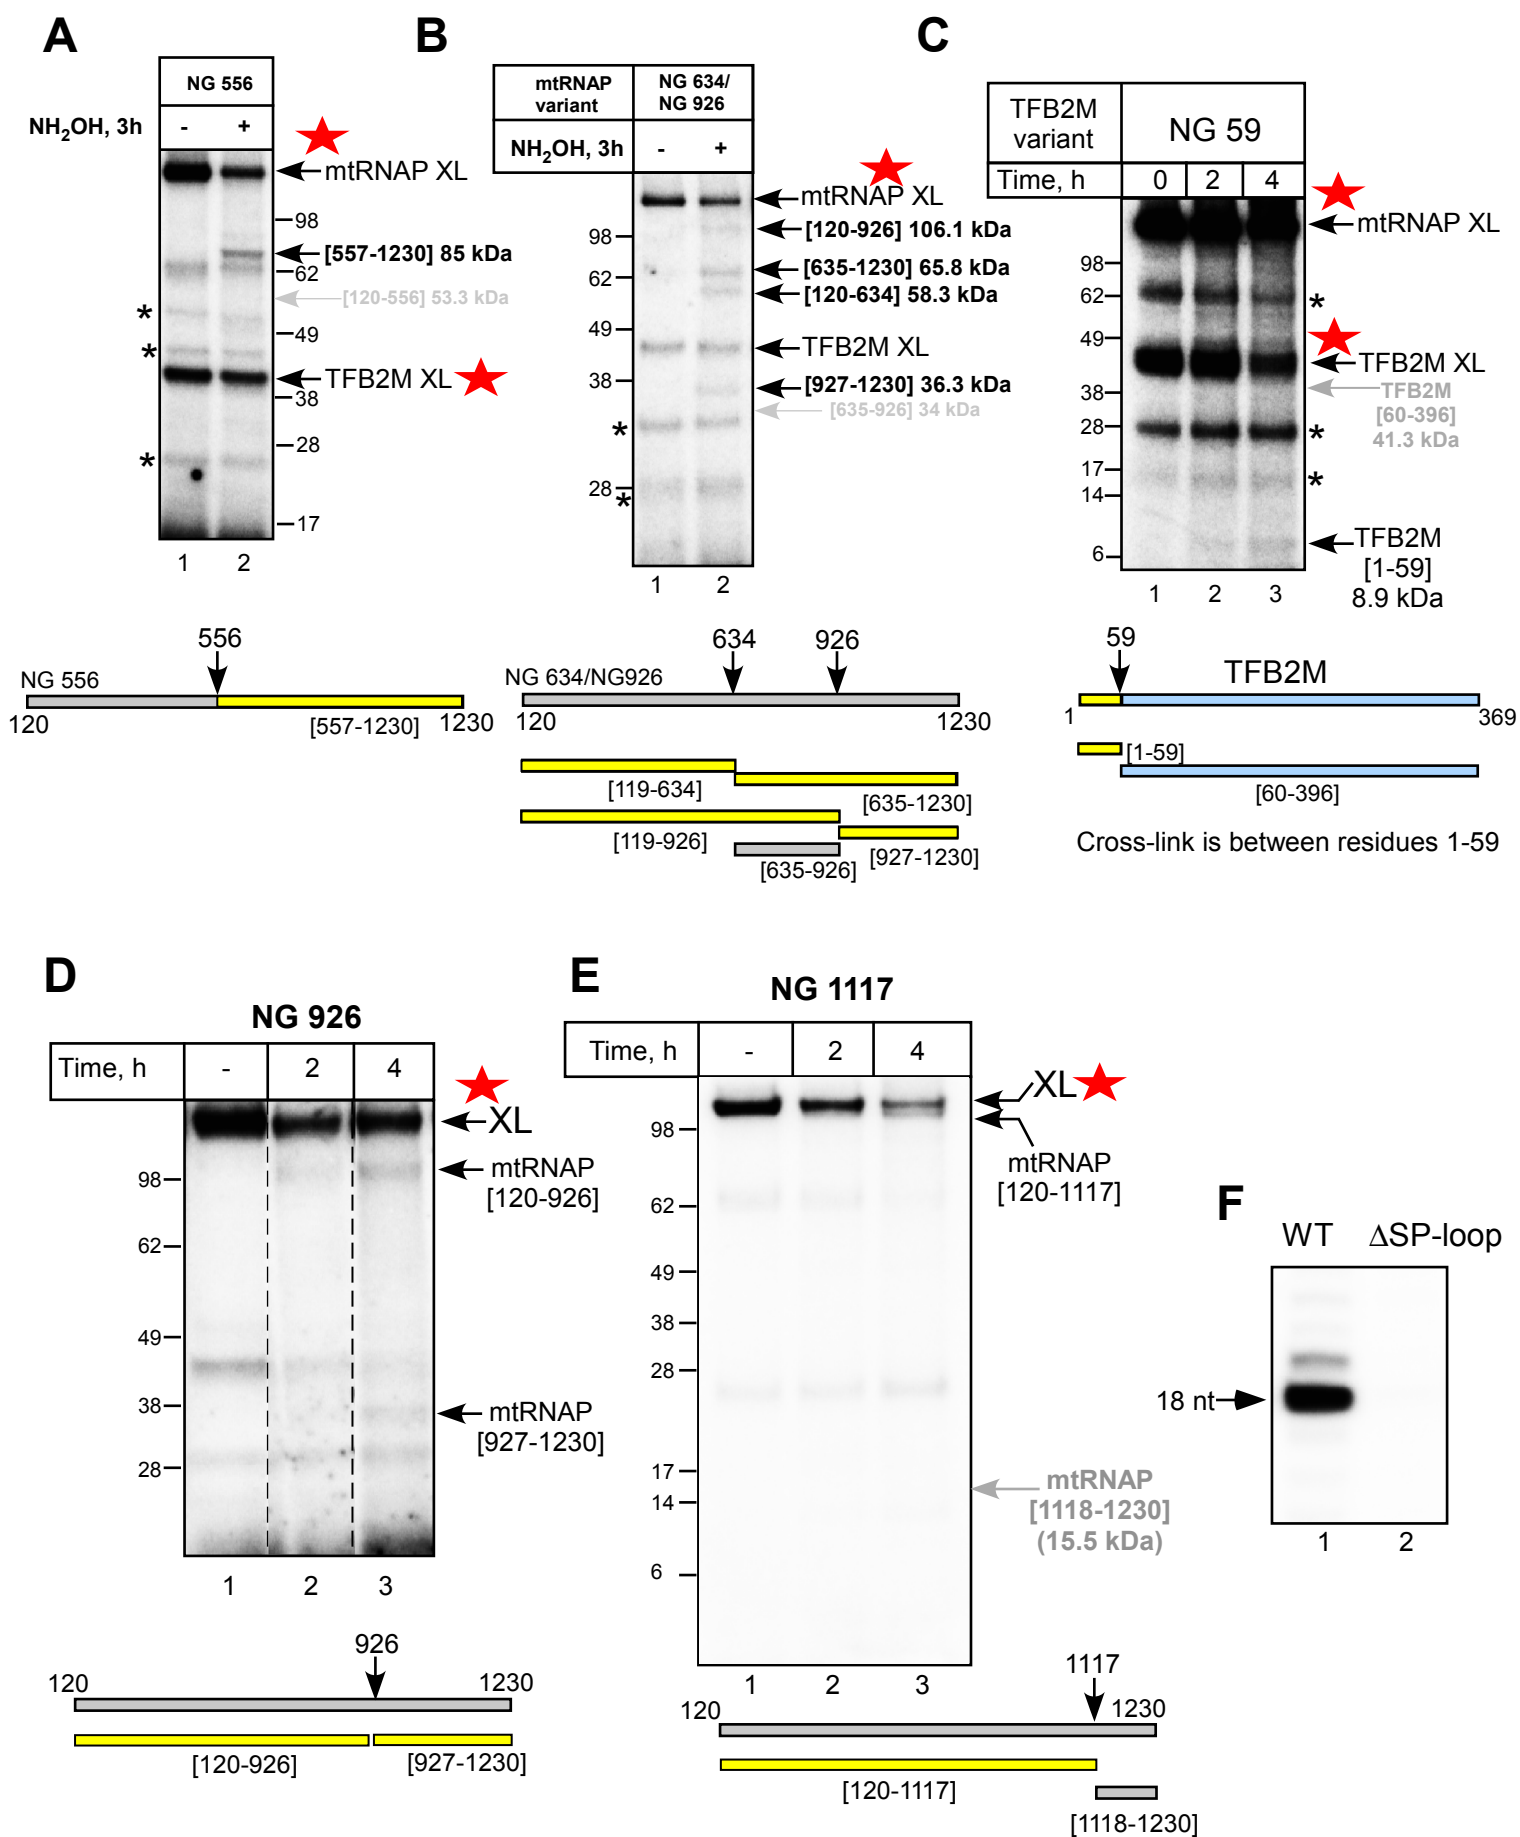 A
NG 556
NH2OH, 3h
- +
mtRNAP XL
98
[557-1230] 85 kDa
62
[120-556] 53.3 kDa
*
49
*
TFB2M XL
38
28
*
17
1 2
556
NG 556
120
[557-1230]
1230
B
mtRNAP
variant
NG 634/
NG 926
NH2OH, 3h
- +
mtRNAP XL
[120-926] 106.1 kDa
98
[635-1230] 65.8 kDa
62
[120-634] 58.3 kDa
49
TFB2M XL
38
[927-1230] 36.3 kDa
[635-926] 34 kDa
*
28
*
1 2
634 926
NG 634/NG926
120
1230
[119-634]
[635-1230]
[119-926]
[927-1230]
[635-926]
C
TFB2M
variant
NG 59
Time, h
0 2 4
mtRNAP XL
98
62
*
49
TFB2M XL
38
TFB2M
[60-396]
41.3 kDa
28
*
17
*
14
TFB2M
[1-59]
8.9 kDa
6
1 2 3
59
TFB2M
1
369
[1-59]
[60-396]
Cross-link is between residues 1-59
D
NG 926
Time, h
- 2 4
XL
mtRNAP
[120-926]
98
62
49
38
mtRNAP
[927-1230]
28
1 2 3
926
120
1230
[120-926]
[927-1230]
E
NG 1117
Time, h
- 2 4
XL
98
mtRNAP
[120-1117]
62
49
38
28
17
mtRNAP
[1118-1230]
(15.5 kDa)
14
6
1 2 3
1117
120
1230
[120-1117]
[1118-1230]
F
WT ΔSP-loop
18 nt
1 2